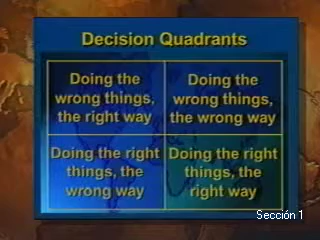 Decision Quadrants
Doing the
wrong things,
the right way
Doing the
wrong things,
the wrong way
Doing the right
things, the
wrong way
Doing the right
things, the
right way
Sección 1